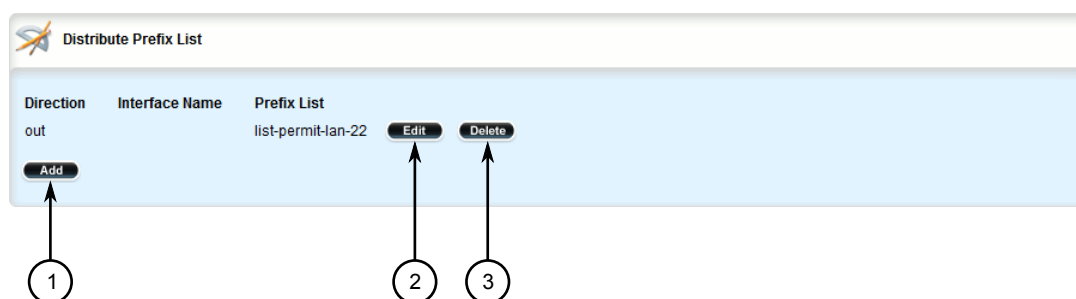 Distribute Prefix List
Direction Interface Name Prefix List
out list-permit-lan-22 Edit Delete
Add
1 2 3